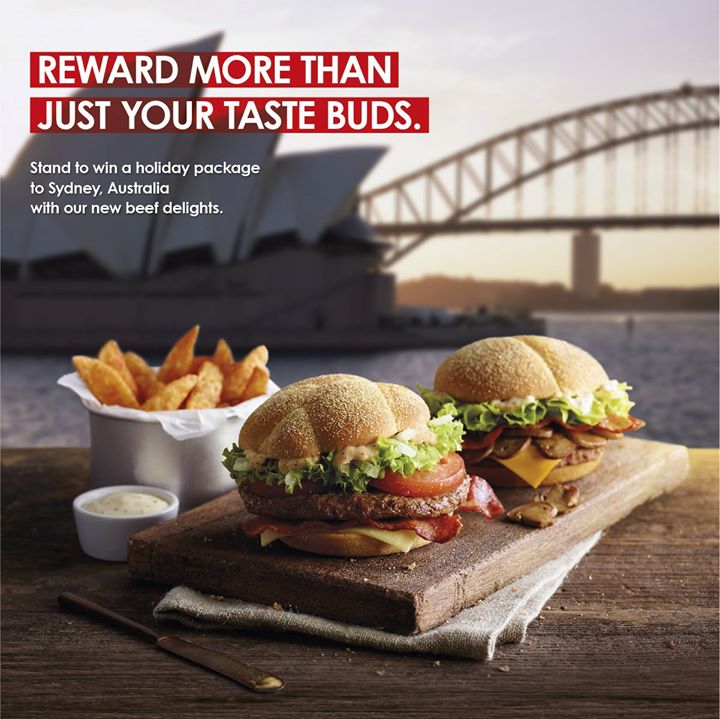 REWARD MORE THAN
JUST YOUR TASTE BUDS.
Stand to win a holiday package
to Sydney, Australia
with our new beef delights.